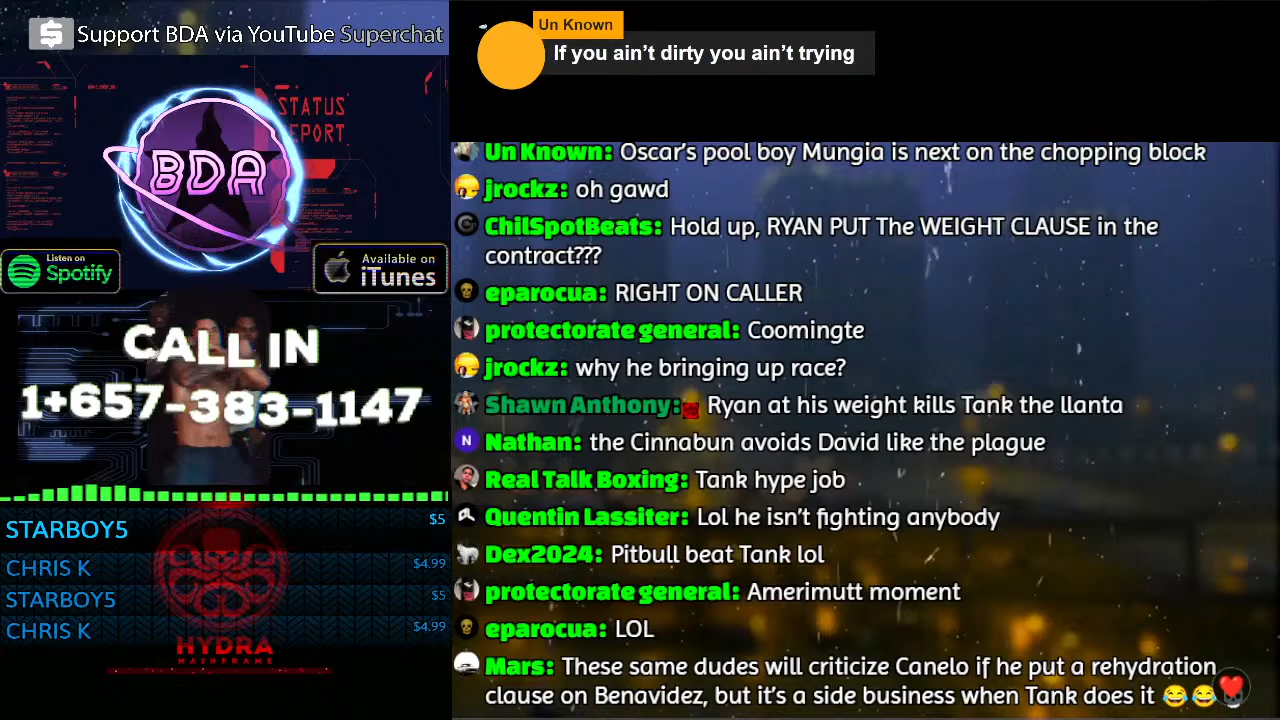 Support BDA via YouTube Superchat
STATUS
REPORT
BDA
Listen on
Spotify
Available on
iTunes
CALL IN
1+657-383-1147
STARBOY5 $5
CHRIS K $4.99
STARBOY5 $5
CHRIS K $4.99
HYDRA
MAINFRAME
Un Known
If you ain't dirty you ain't trying
Un Known: Oscar's pool boy Mungia is next on the chopping block
jrockz: oh gawd
ChilSpotBeats: Hold up, RYAN PUT The WEIGHT CLAUSE in the
contract???
eparocua: RIGHT ON CALLER
protectorate general: Coomingte
jrockz: why he bringing up race?
Shawn Anthony: Ryan at his weight kills Tank the llanta
N
Nathan: the Cinnabun avoids David like the plague
Real Talk Boxing: Tank hype job
Quentin Lassiter: Lol he isn't fighting anybody
Dex2024: Pitbull beat Tank lol
protectorate general: Amerimutt moment
eparocua: LOL
Mars: These same dudes will criticize Canelo if he put a rehydration
clause on Benavidez, but it's a side business when Tank does it 😂😂